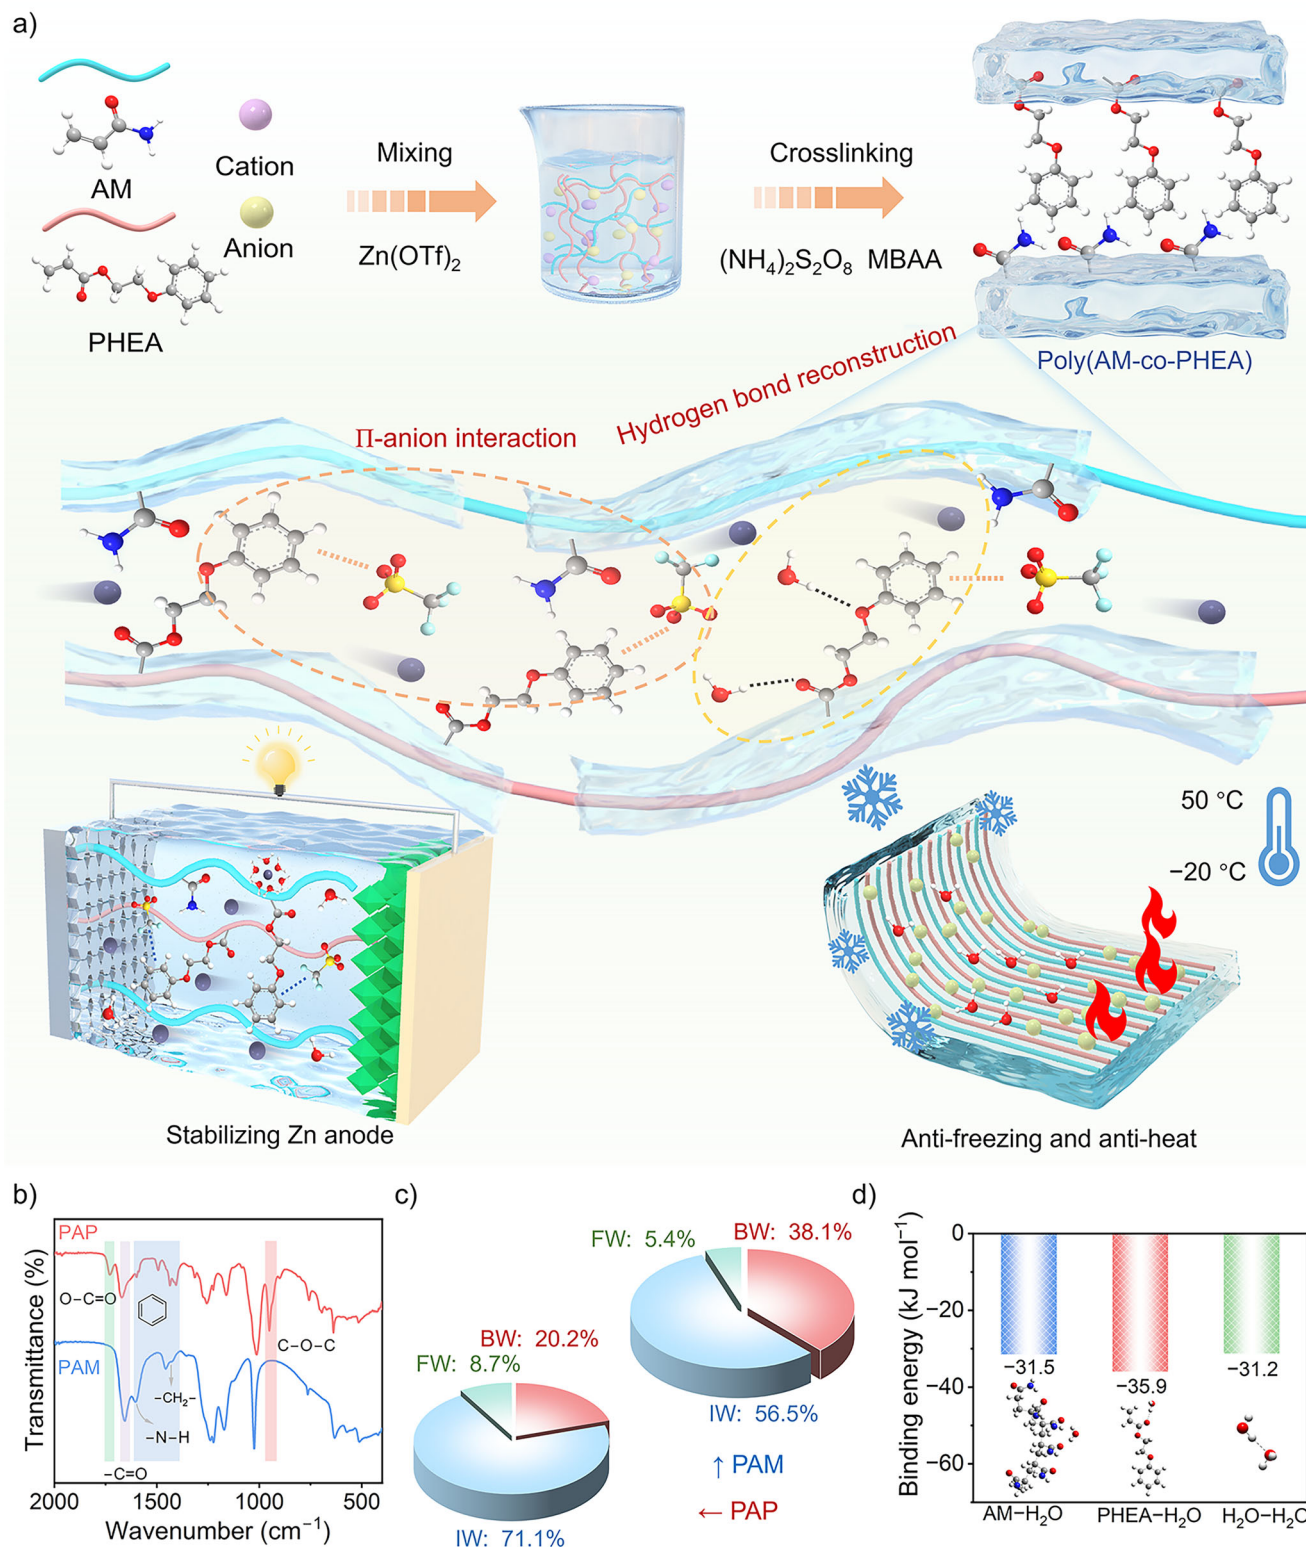 a)
AM
Cation
PHEA
Anion
Mixing
Zn(OTf)₂
Crosslinking
(NH₄)₂S₂O₈ MBAA
Poly(AM-co-PHEA)
Π-anion interaction
Hydrogen bond reconstruction
50 °C
−20 °C
Stabilizing Zn anode
Anti-freezing and anti-heat
b)
PAP
O−C=O
C−O−C
PAM
-CH₂-
-N−H
-C=O
Transmittance (%)
2000 1500 1000 500
Wavenumber (cm⁻¹)
c)
FW: 5.4%
BW: 38.1%
IW: 56.5%
BW: 20.2%
FW: 8.7%
IW: 71.1%
↑ PAM
← PAP
d)
Binding energy (kJ mol⁻¹)
0
−20
−40
−60
−31.5
−35.9
−31.2
AM−H₂O
PHEA−H₂O
H₂O−H₂O